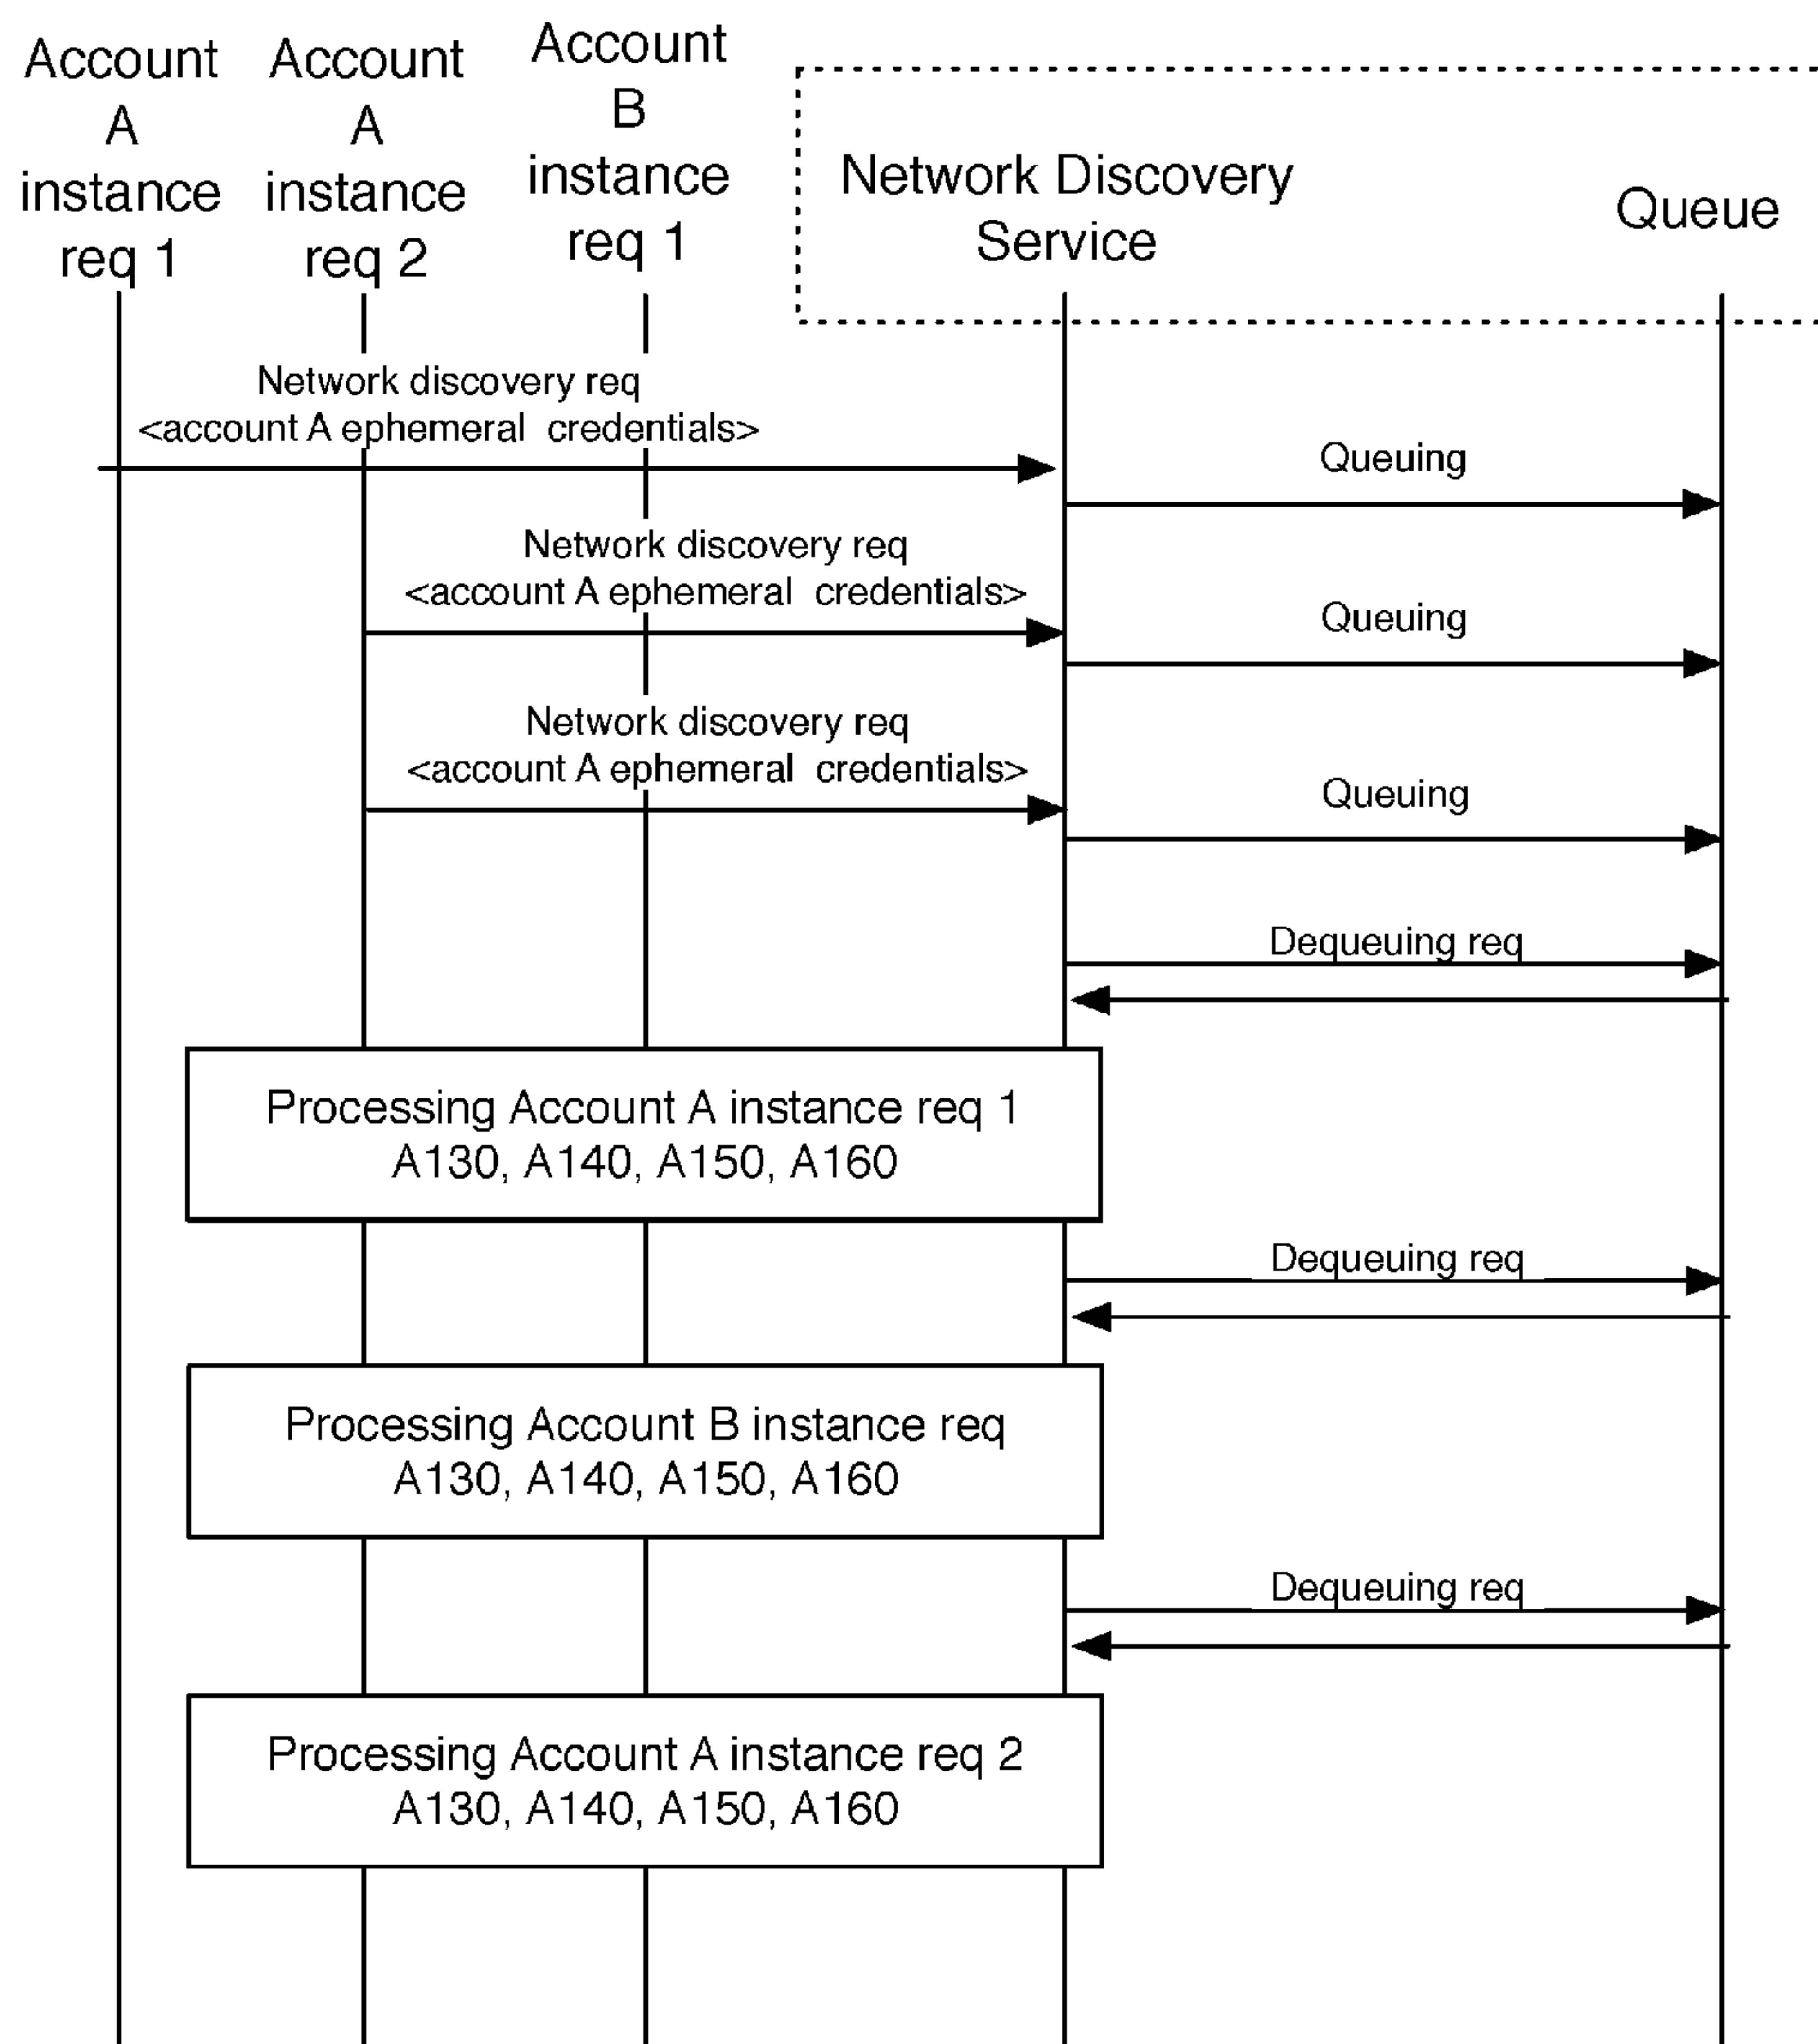 Account
A
instance
req 1
Account
A
instance
req 2
Account
B
instance
req 1
Network Discovery
Service
Queue
Network discovery req
<account A ephemeral credentials>
Queuing
Network discovery req
<account A ephemeral credentials>
Queuing
Network discovery req
<account A ephemeral credentials>
Queuing
Dequeuing req
Processing Account A instance req 1
A130, A140, A150, A160
Dequeuing req
Processing Account B instance req
A130, A140, A150, A160
Dequeuing req
Processing Account A instance req 2
A130, A140, A150, A160